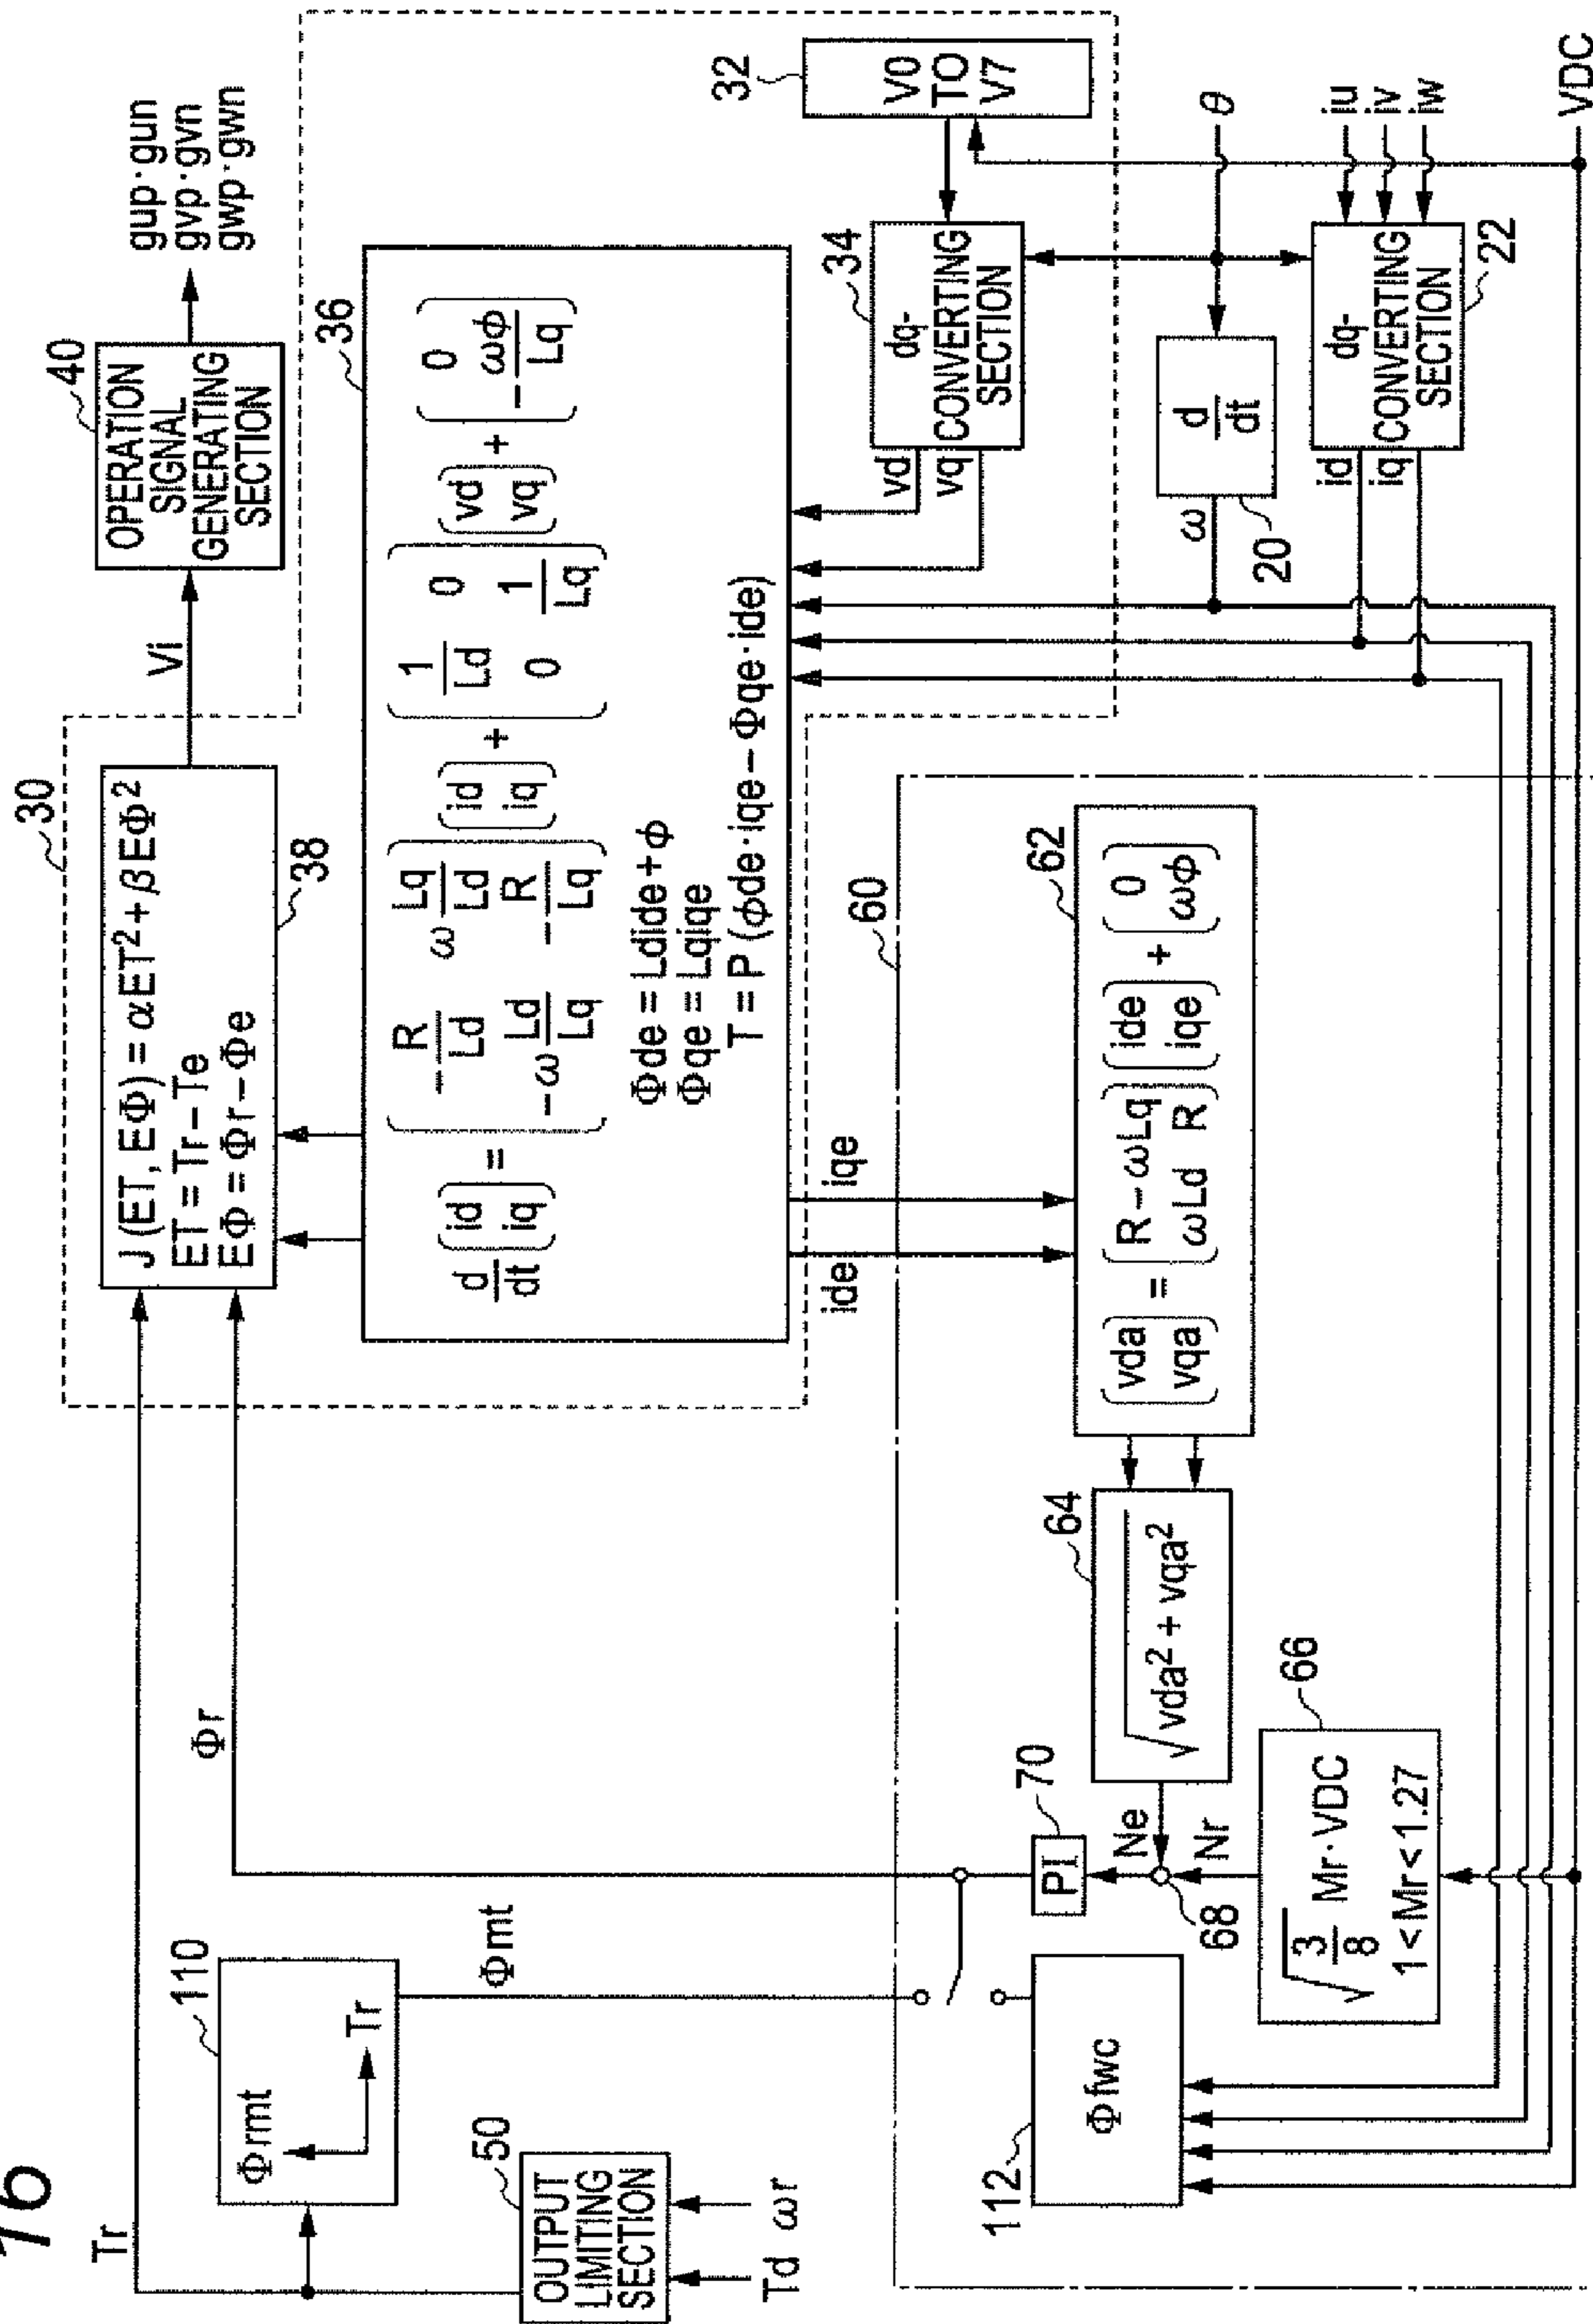 16
Tr
50
OUTPUT
LIMITING
SECTION
Td ωr
110
Φrmt
Tr
Φmt
Φr
30
J (ET, EΦ) = αET² + βEΦ²
ET = Tr − Te
EΦ = Φr − Φe
38
Vi
40
OPERATION
SIGNAL
GENERATING
SECTION
gup·gun
gvp·gvn
gwp·gwn
36
d/dt (id iq) = (−R/Ld ω Lq/Ld −ω Ld/Lq −R/Lq) (id iq) + (1/Ld 0 0 1/Lq) (vd vq) + (0 −ωϕ/Lq)
Φde = Ldide + ϕ
Φqe = Lqiqe
T = P (ϕde·iqe − Φqe·ide)
ide
iqe
32
V0
TO
V7
34
dq-
CONVERTING
SECTION
vd
vq
θ
d/dt
20
ω
dq-
CONVERTING
SECTION
22
id
iq
iu
iv
iw
VDC
60
62
(vda vqa) = (R −ωLq ωLd R) (ide iqe) + (0 ωϕ)
64
√vda² + vqa²
70
PI
Ne
Nr
68
66
√3/8 Mr·VDC
1 < Mr < 1.27
112
Φfwc